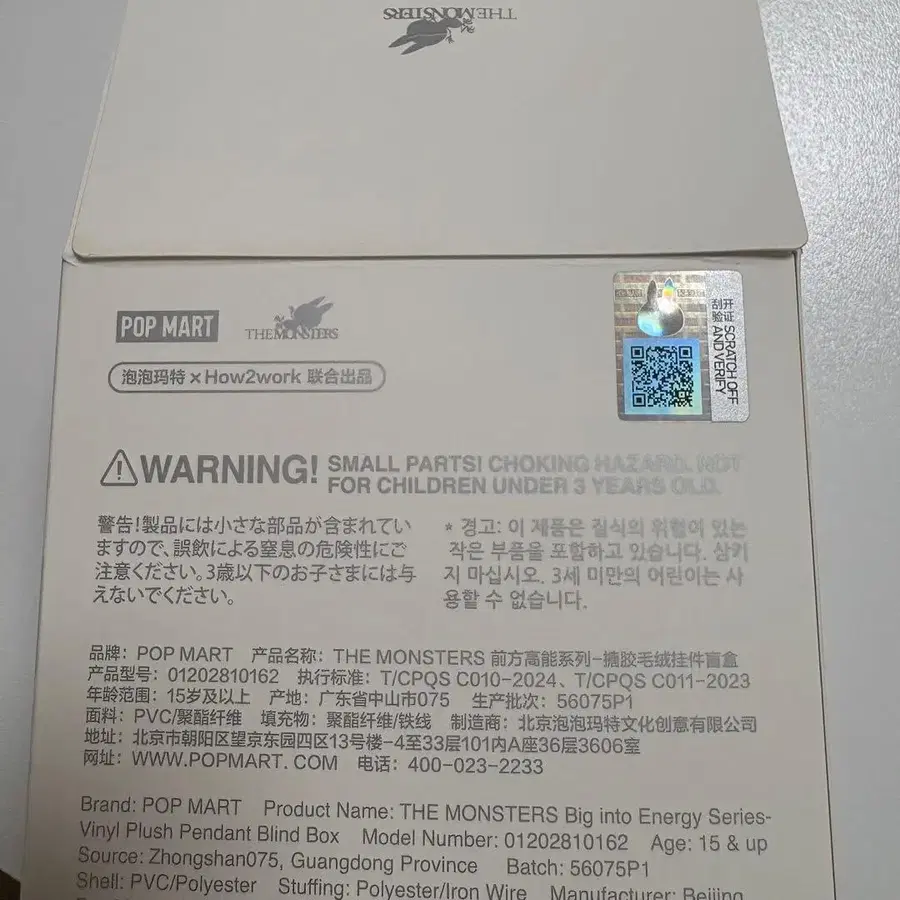 THE MONSTERS
POP MART
THE MONSTERS
泡泡玛特 × How2work 联合出品
刮开验证 SCRATCH OFF AND VERIFY
WARNING! SMALL PARTS! CHOKING HAZARD. NOT
FOR CHILDREN UNDER 3 YEARS OLD.
警告!製品には小さな部品が含まれてい
ますので、誤飲による窒息の危険性にご
注意ください。3歳以下のお子さまには与
えないでください。
* 경고: 이 제품은 질식의 위험이 있는
작은 부품을 포함하고 있습니다. 삼키
지 마십시오. 3세 미만의 어린이는 사
용할 수 없습니다.
品牌：POP MART 产品名称：THE MONSTERS 前方高能系列-搪胶毛绒挂件盲盒
产品型号：01202810162 执行标准：T/CPQS C010-2024、T/CPQS C011-2023
年龄范围：15岁及以上 产地：广东省中山市075 生产批次：56075P1
面料：PVC/聚酯纤维 填充物：聚酯纤维/铁线 制造商：北京泡泡玛特文化创意有限公司
地址：北京市朝阳区望京东园四区13号楼-4至33层101内A座36层3606室
网址：WWW.POPMART.COM 电话：400-023-2233
Brand: POP MART Product Name: THE MONSTERS Big into Energy Series-
Vinyl Plush Pendant Blind Box Model Number: 01202810162 Age: 15 & up
Source: Zhongshan075, Guangdong Province Batch: 56075P1
Shell: PVC/Polyester Stuffing: Polyester/Iron Wire Manufacturer: Beijing